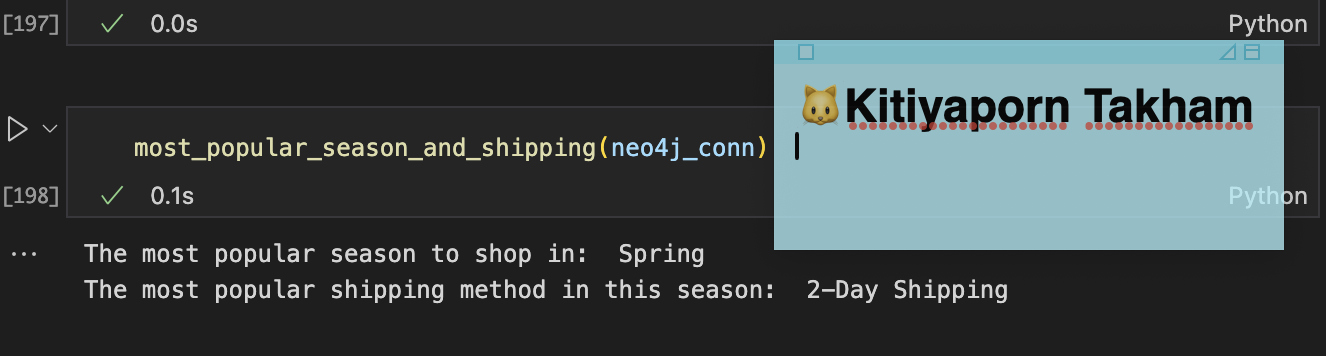 [197] ✓ 0.0s Python
🐱Kitiyaporn Takham
most_popular_season_and_shipping(neo4j_conn)
[198] ✓ 0.1s Python
... The most popular season to shop in:  Spring
The most popular shipping method in this season:  2-Day Shipping